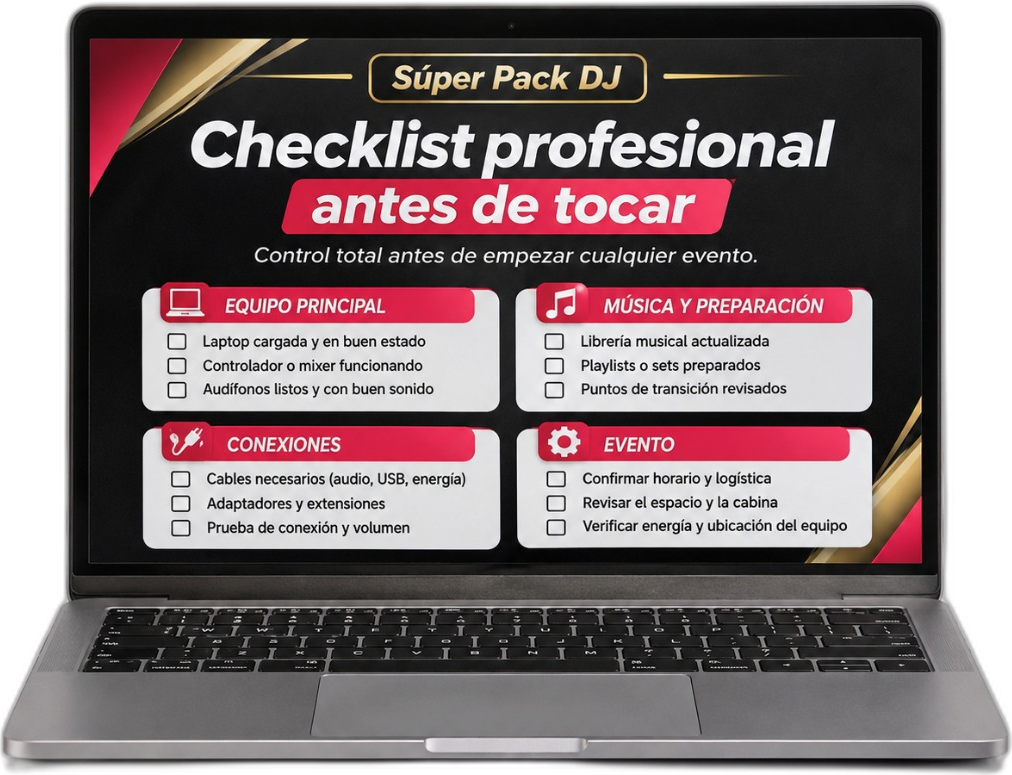 Súper Pack DJ
Checklist profesional
antes de tocar
Control total antes de empezar cualquier evento.
EQUIPO PRINCIPAL
Laptop cargada y en buen estado
Controlador o mixer funcionando
Audífonos listos y con buen sonido
MÚSICA Y PREPARACIÓN
Librería musical actualizada
Playlists o sets preparados
Puntos de transición revisados
CONEXIONES
Cables necesarios (audio, USB, energía)
Adaptadores y extensiones
Prueba de conexión y volumen
EVENTO
Confirmar horario y logística
Revisar el espacio y la cabina
Verificar energía y ubicación del equipo